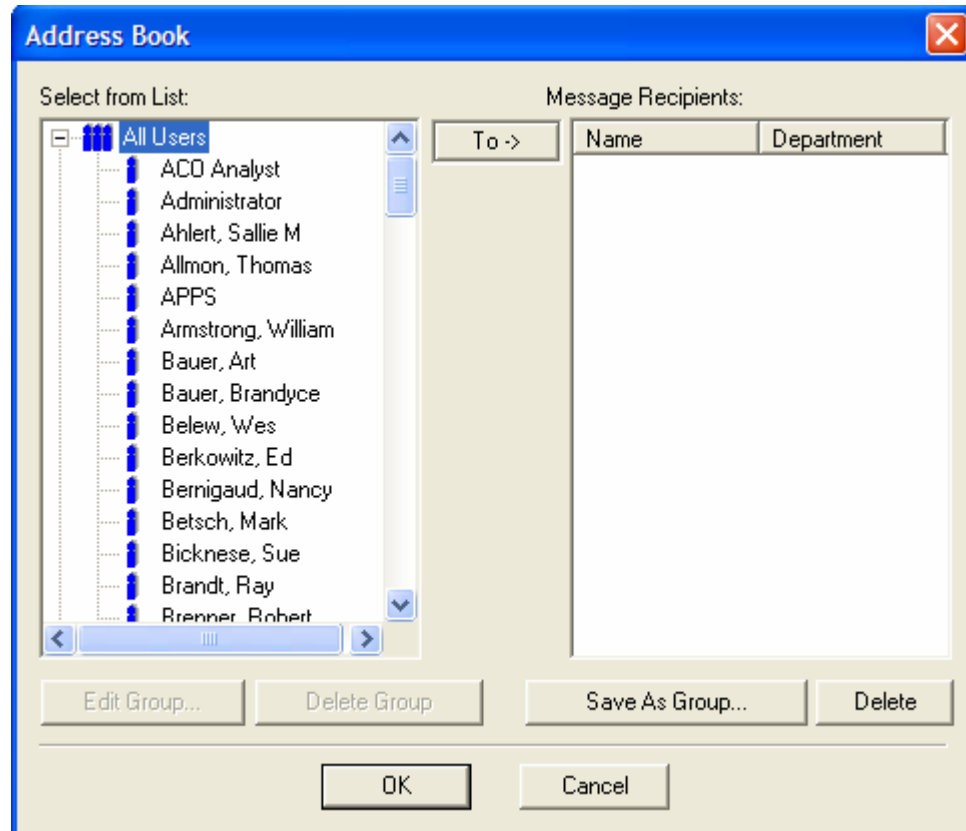 Address Book
Select from List:
Message Recipients:
All Users
ACO Analyst
Administrator
Ahlert, Sallie M
Allmon, Thomas
APPS
Armstrong, William
Bauer, Art
Bauer, Brandyce
Belew, Wes
Berkowitz, Ed
Bernigaud, Nancy
Betsch, Mark
Bicknese, Sue
Brandt, Ray
Brenner, Robert
To ->
Name Department
Edit Group... Delete Group Save As Group... Delete
OK Cancel